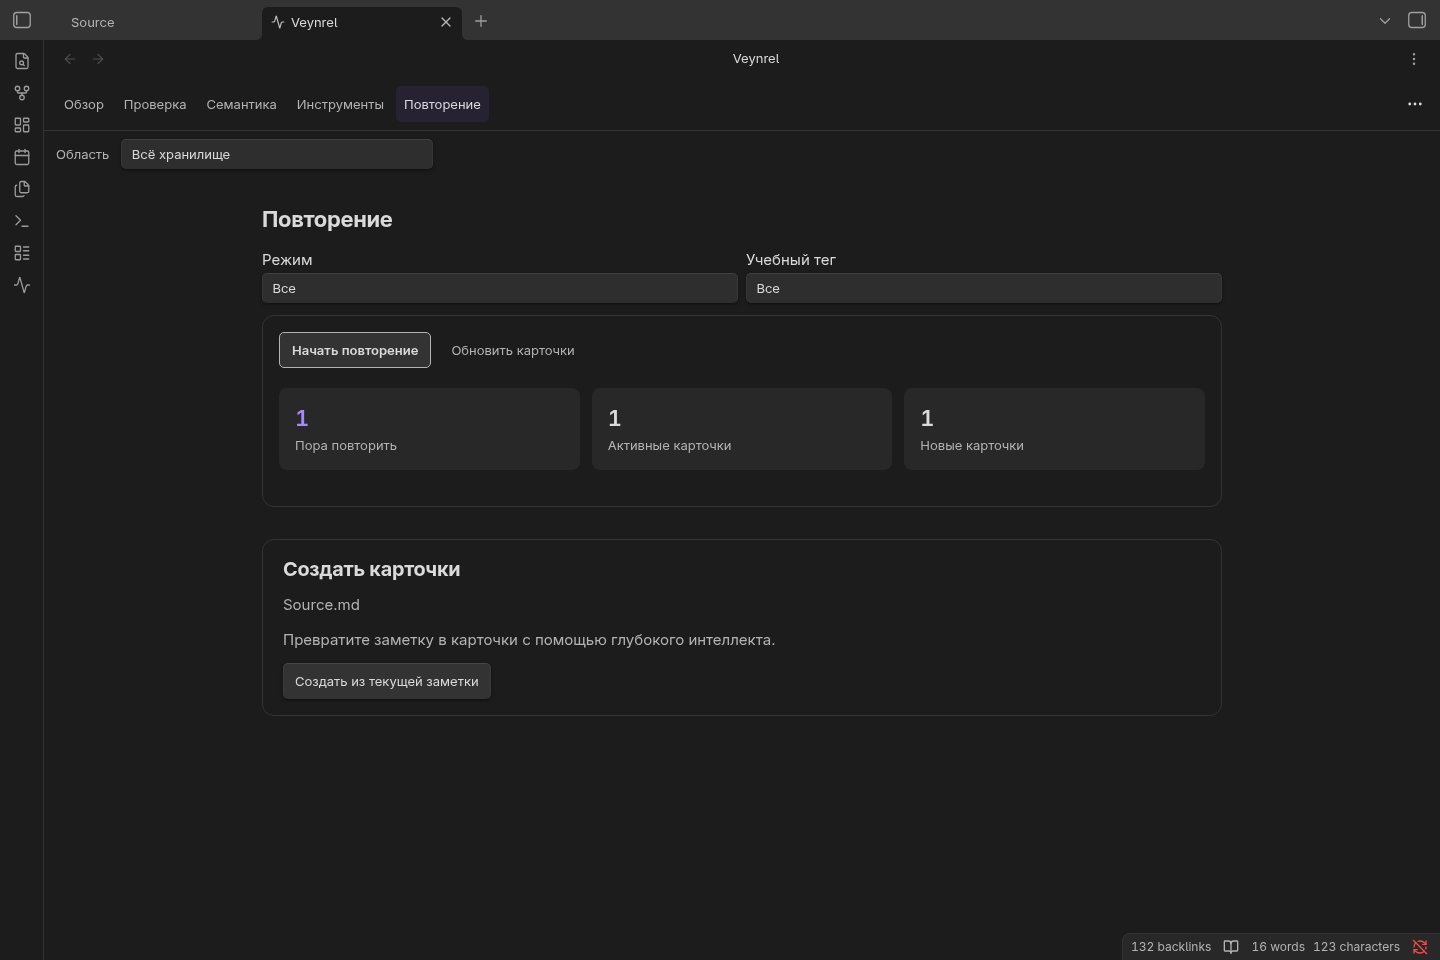 Source
Veynrel
Veynrel
Обзор
Проверка
Семантика
Инструменты
Повторение
Область
Всё хранилище
Повторение
Режим
Учебный тег
Все
Все
Начать повторение
Обновить карточки
1
Пора повторить
1
Активные карточки
1
Новые карточки
Создать карточки
Source.md
Превратите заметку в карточки с помощью глубокого интеллекта.
Создать из текущей заметки
132 backlinks
16 words
123 characters